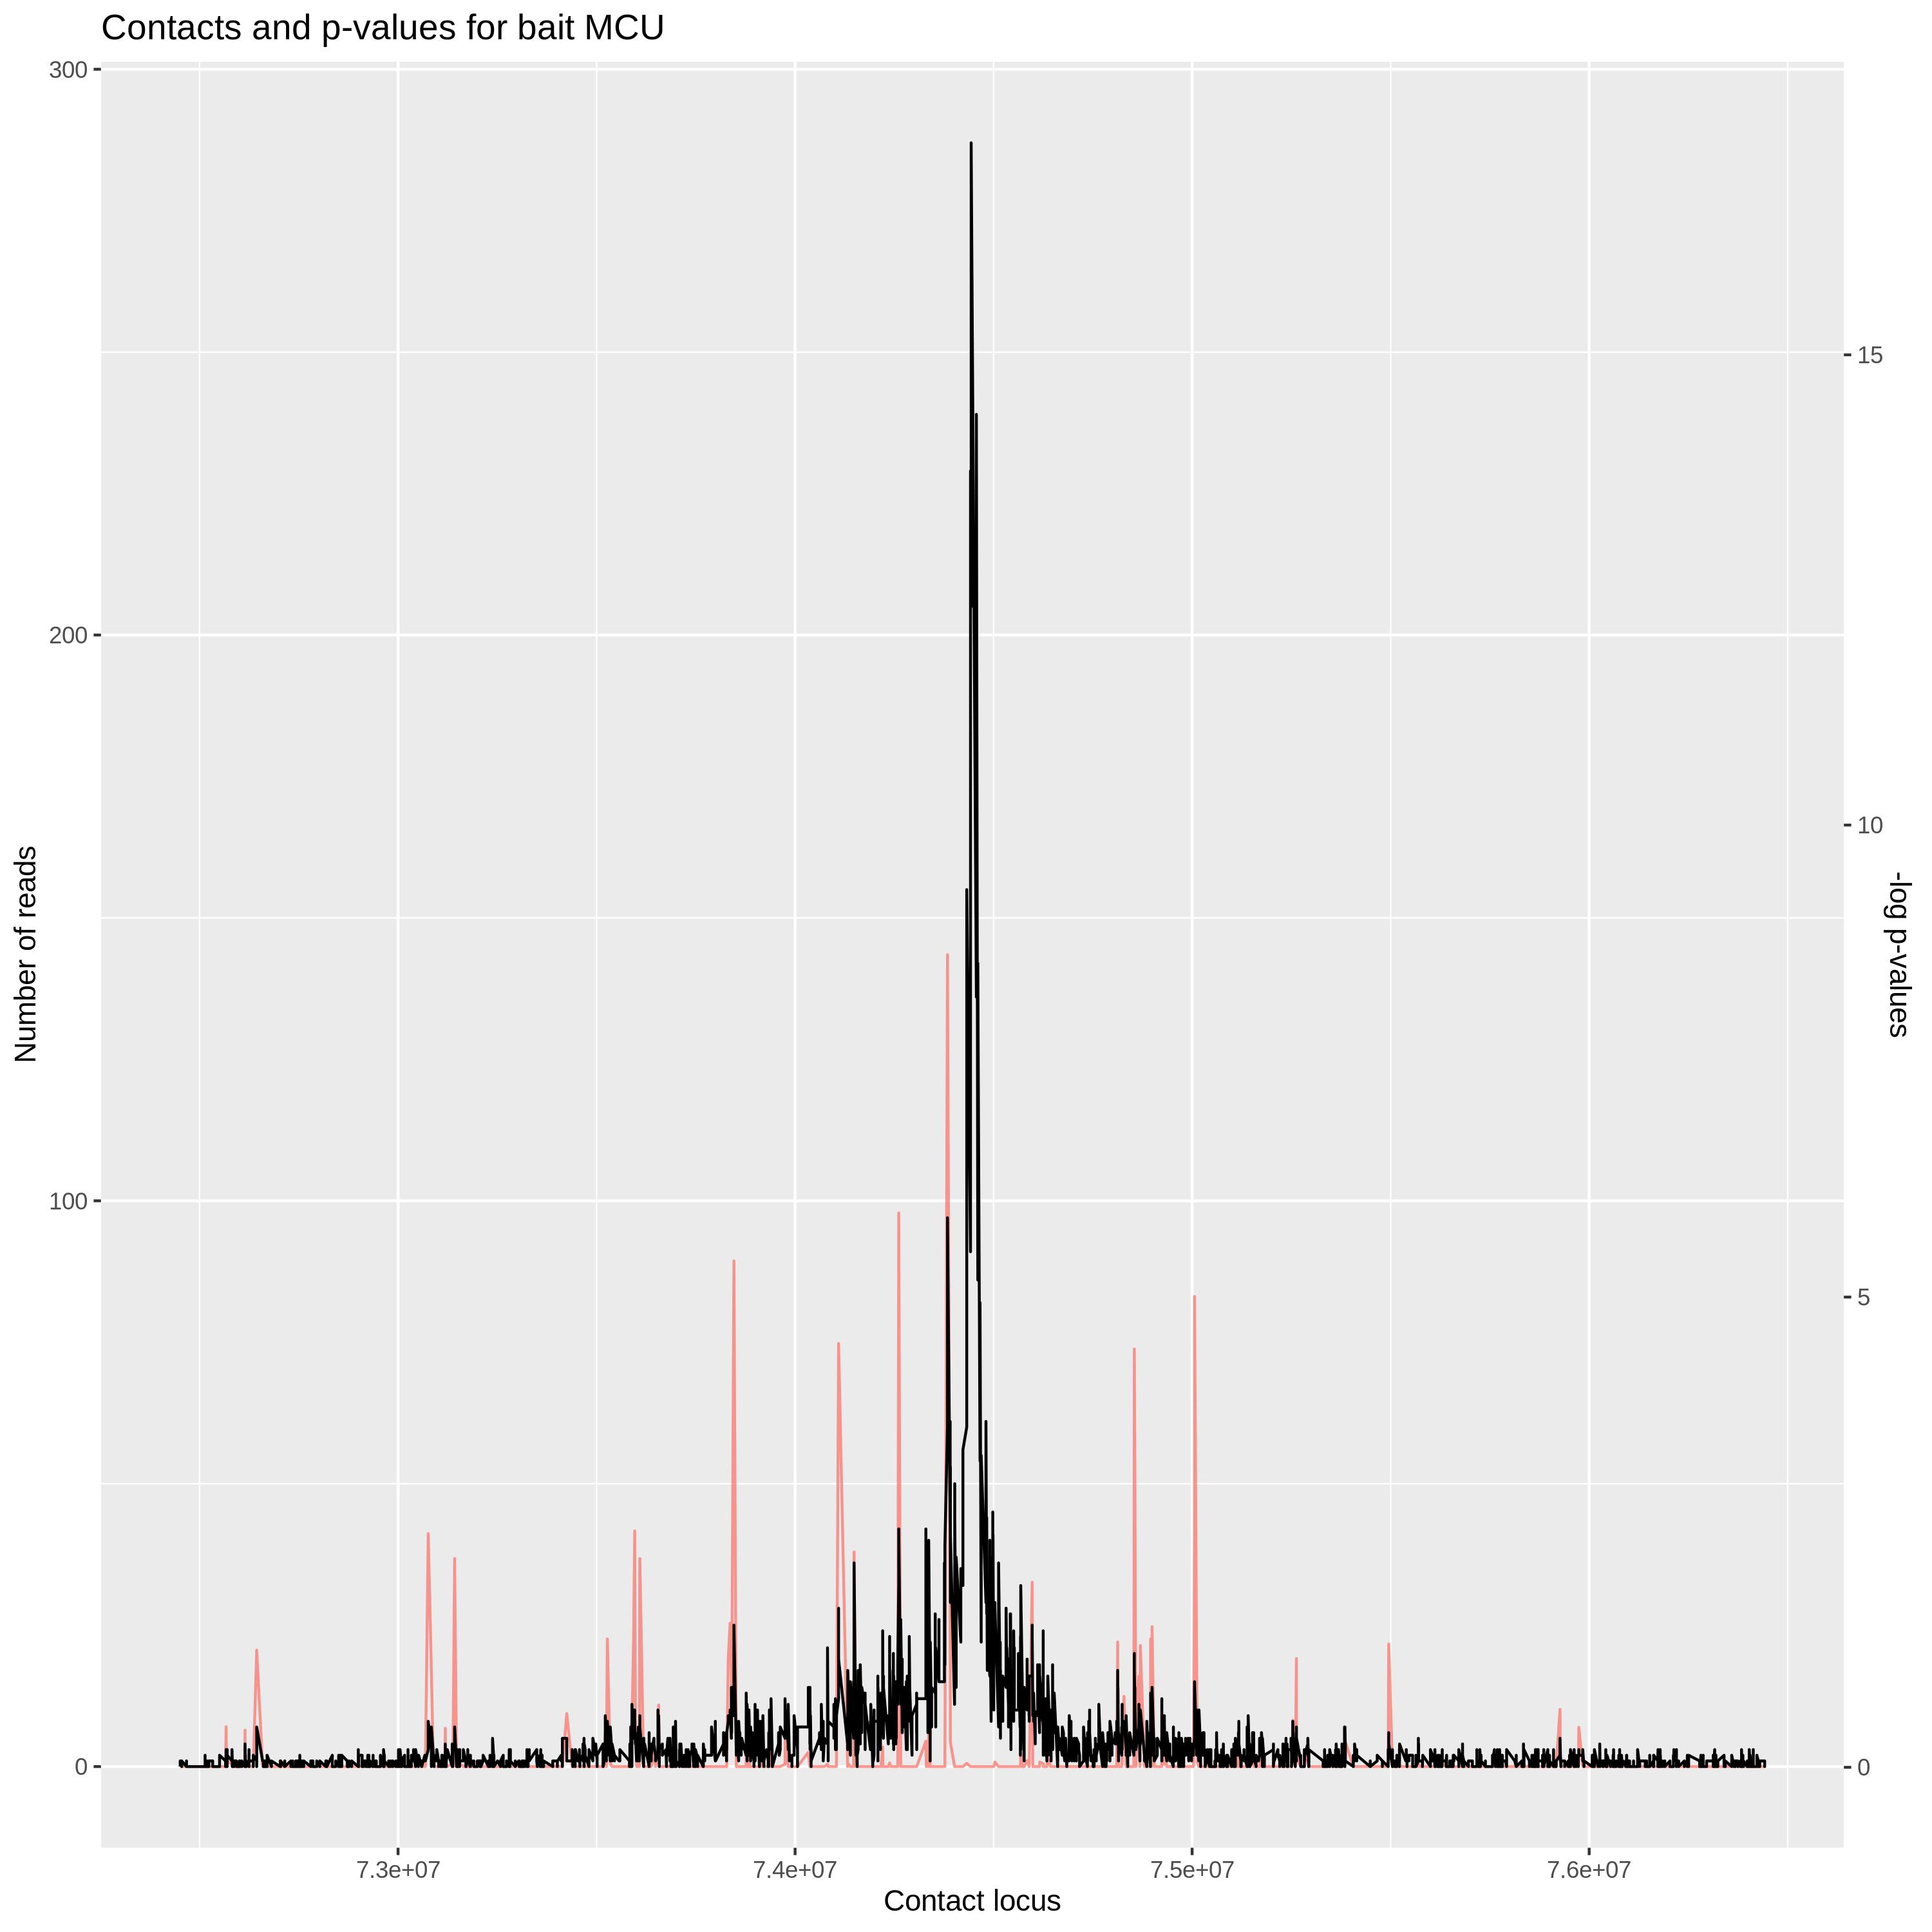 Contacts and p-values for bait MCU
300
200
100
0
Number of reads
15
10
5
0
-log p-values
7.3e+07
7.4e+07
7.5e+07
7.6e+07
Contact locus